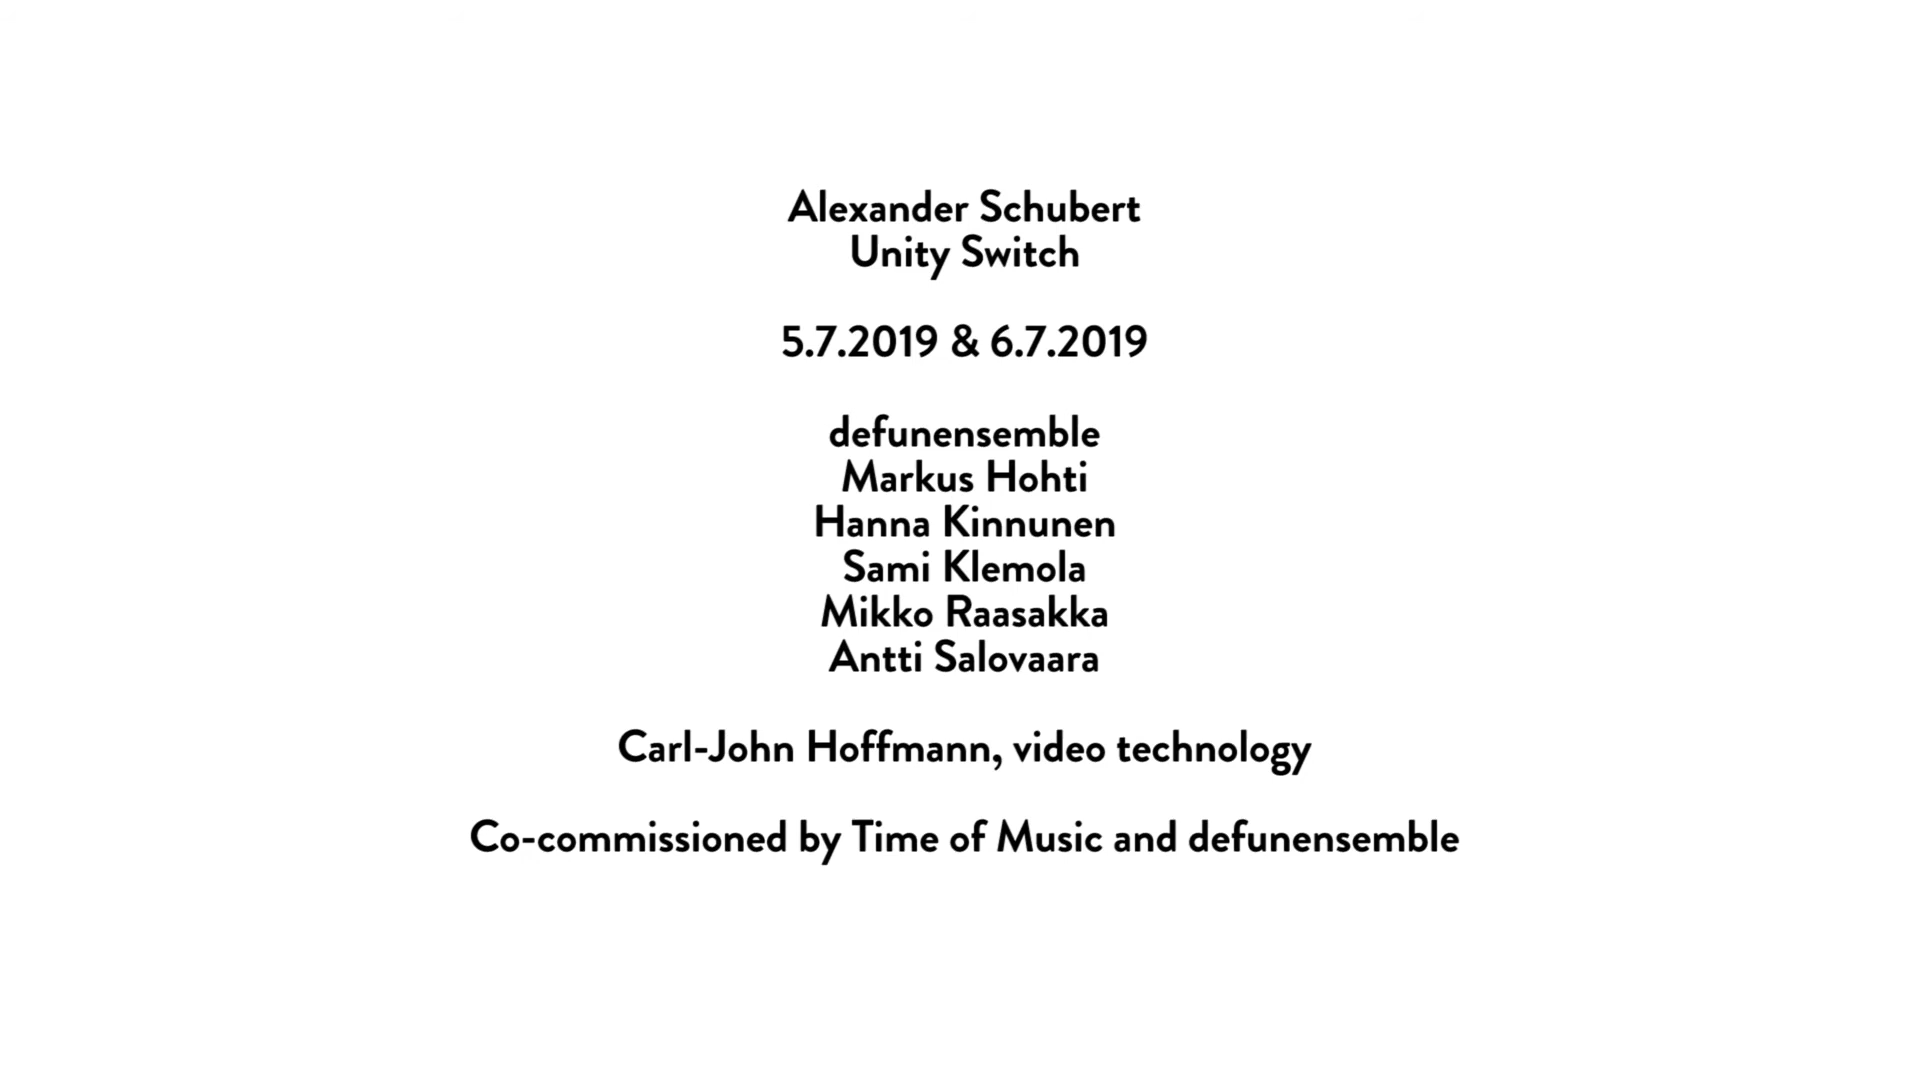 Alexander Schubert
Unity Switch
5.7.2019 & 6.7.2019
defunensemble
Markus Hohti
Hanna Kinnunen
Sami Klemola
Mikko Raasakka
Antti Salovaara
Carl-John Hoffmann, video technology
Co-commissioned by Time of Music and defunensemble